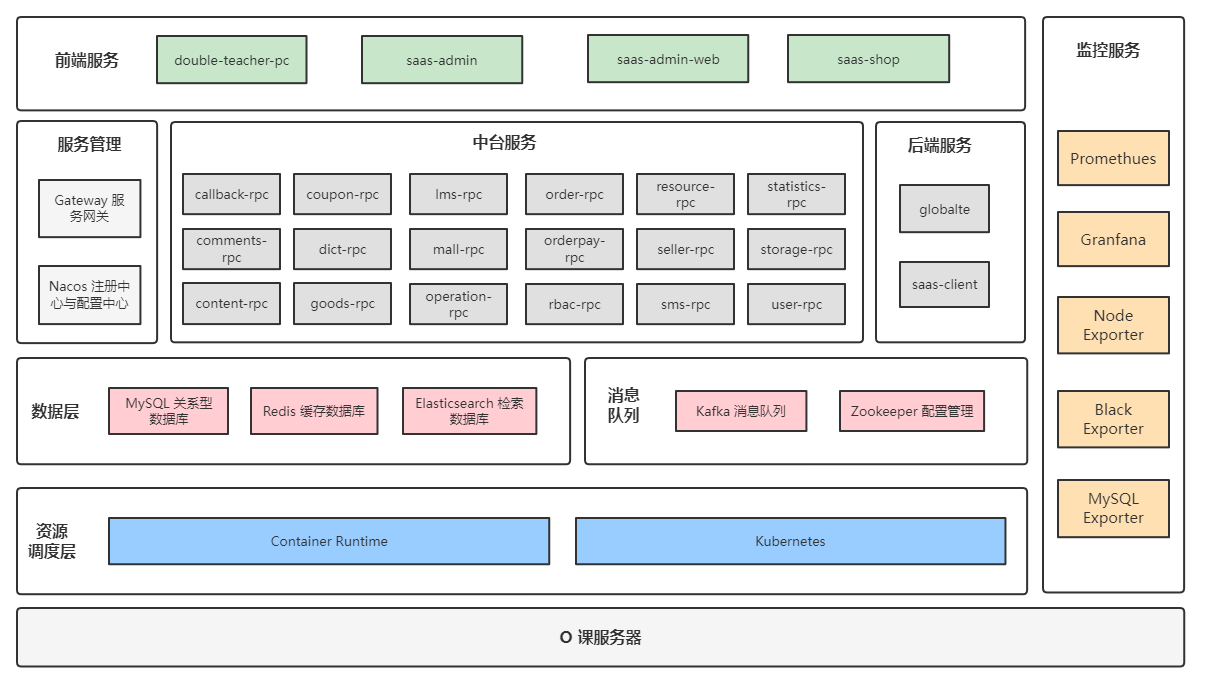 前端服务
double-teacher-pc
saas-admin
saas-admin-web
saas-shop
服务管理
Gateway 服
务网关
Nacos 注册中
心与配置中心
中台服务
callback-rpc
coupon-rpc
lms-rpc
order-rpc
resource-
rpc
statistics-
rpc
comments-
rpc
dict-rpc
mall-rpc
orderpay-
rpc
seller-rpc
storage-rpc
content-rpc
goods-rpc
operation-
rpc
rbac-rpc
sms-rpc
user-rpc
后端服务
globalte
saas-client
数据层
MySQL 关系型
数据库
Redis 缓存数据库
Elasticsearch 检索
数据库
消息
队列
Kafka 消息队列
Zookeeper 配置管理
资源
调度层
Container Runtime
Kubernetes
监控服务
Promethues
Granfana
Node
Exporter
Black
Exporter
MySQL
Exporter
O 课服务器